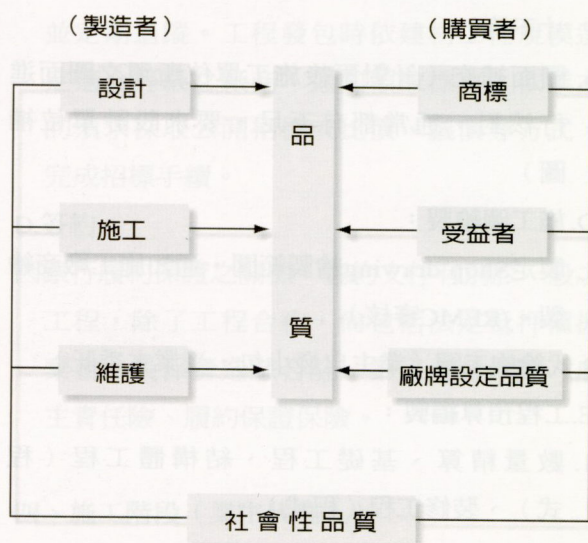 （製造者）
（購買者）
設計
商標
品
施工
受益者
質
維護
廠牌設定品質
社會性品質